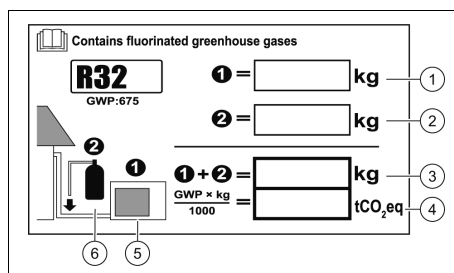 Contains fluorinated greenhouse gases
R32
GWP:675
❶= kg 1
❷= kg 2
❷
❶
❶+❷= kg 3
GWP × kg
1000
= tCO₂eq 4
6 5